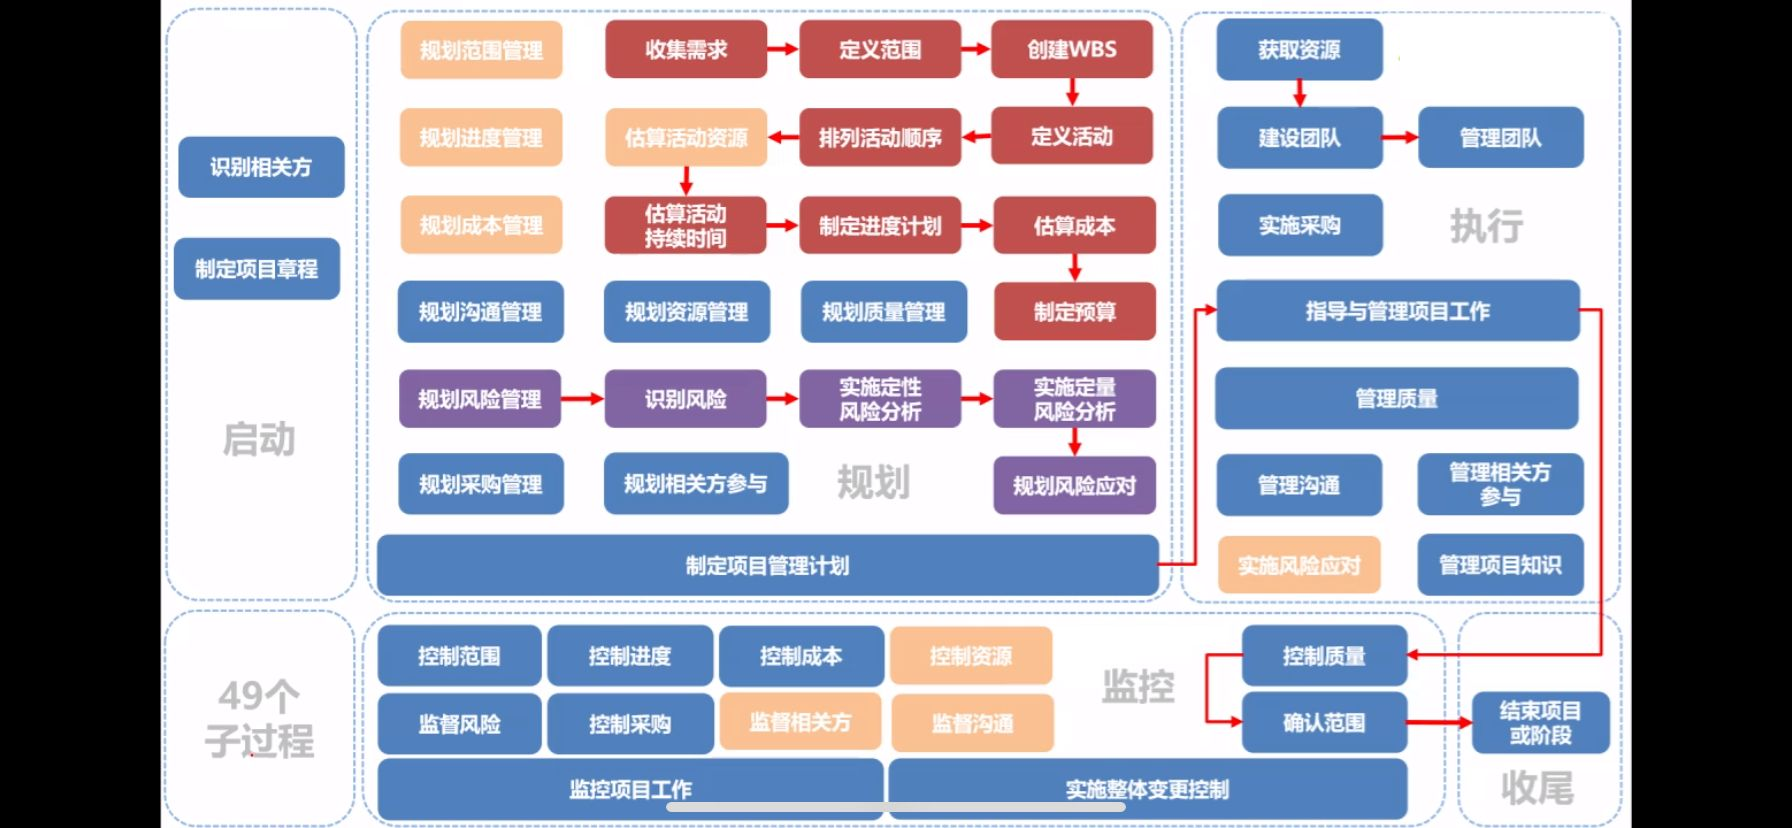 识别相关方
制定项目章程
启动
规划范围管理
收集需求
定义范围
创建WBS
规划进度管理
估算活动资源
排列活动顺序
定义活动
规划成本管理
估算活动
持续时间
制定进度计划
估算成本
规划沟通管理
规划资源管理
规划质量管理
制定预算
规划风险管理
识别风险
实施定性
风险分析
实施定量
风险分析
规划采购管理
规划相关方参与
规划
规划风险应对
制定项目管理计划
获取资源
建设团队
管理团队
实施采购
执行
指导与管理项目工作
管理质量
管理沟通
管理相关方
参与
实施风险应对
管理项目知识
49个
子过程
控制范围
控制进度
控制成本
控制资源
监控
控制质量
监督风险
控制采购
监督相关方
监督沟通
确认范围
监控项目工作
实施整体变更控制
结束项目
或阶段
收尾